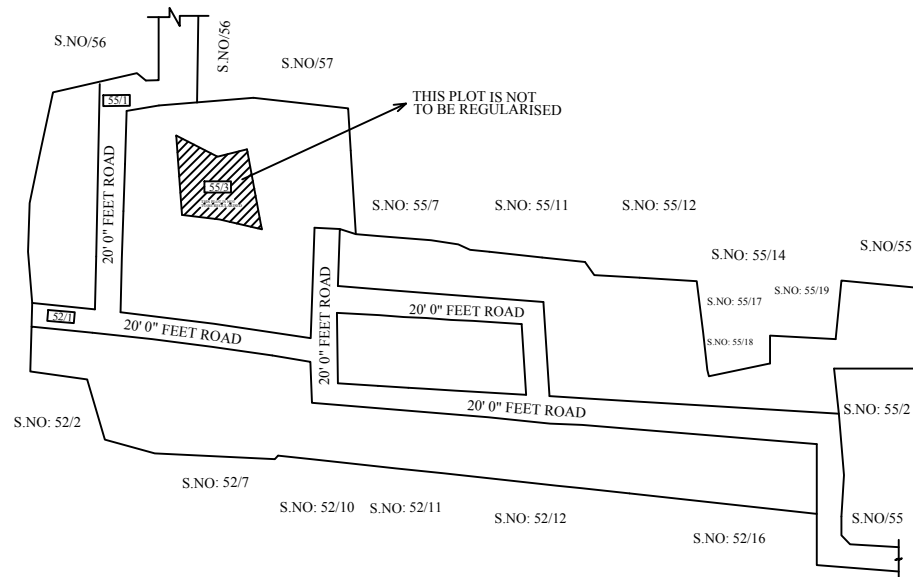 S.NO/56
S.NO/56
S.NO/57
55/1
THIS PLOT IS NOT
TO BE REGULARISED
20' 0" FEET ROAD
55/3
S.NO: 55/7
S.NO: 55/11
S.NO: 55/12
S.NO: 55/14
S.NO/55
S.NO: 55/17
S.NO: 55/19
S.NO: 55/18
52/1
20' 0" FEET ROAD
20' 0" FEET ROAD
20' 0" FEET ROAD
20' 0" FEET ROAD
S.NO: 52/2
S.NO: 55/2
S.NO: 52/7
S.NO: 52/10
S.NO: 52/11
S.NO: 52/12
S.NO: 52/16
S.NO/55